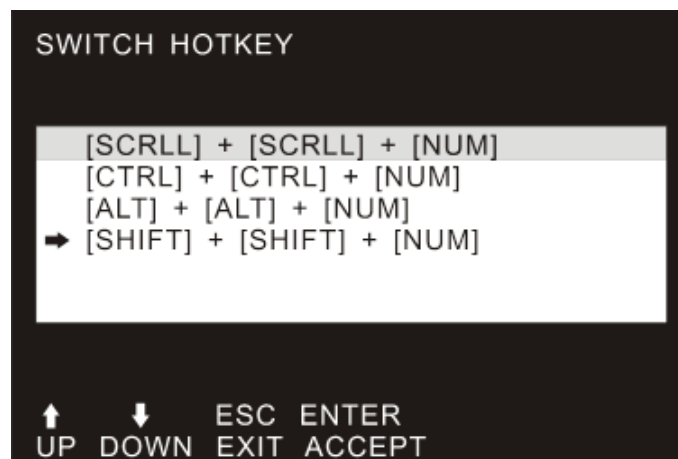 SWITCH HOTKEY
[SCRLL] + [SCRLL] + [NUM]
[CTRL] + [CTRL] + [NUM]
[ALT] + [ALT] + [NUM]
[SHIFT] + [SHIFT] + [NUM]
ESC ENTER
UP DOWN EXIT ACCEPT